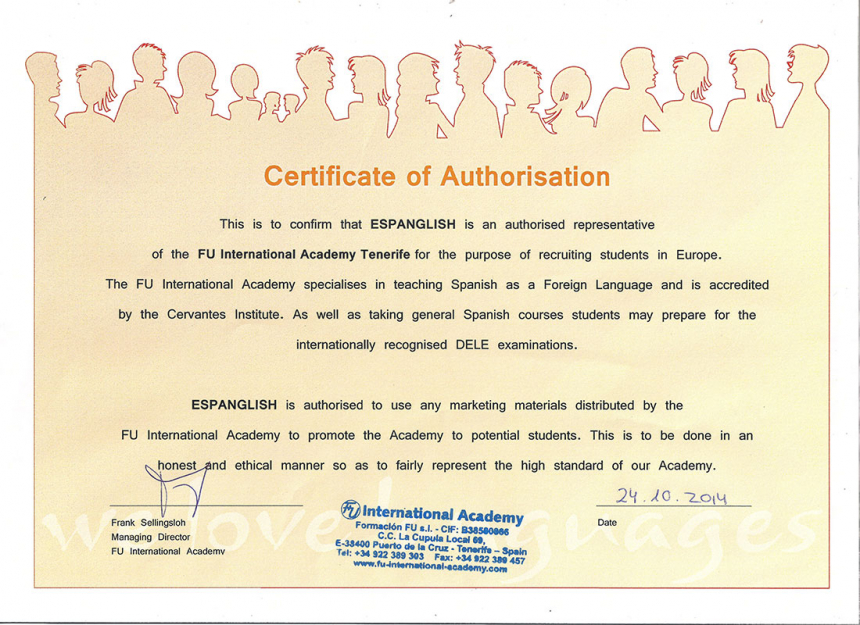 Certificate of Authorisation
This is to confirm that ESPANGLISH is an authorised representative
of the FU International Academy Tenerife for the purpose of recruiting students in Europe.
The FU International Academy specialises in teaching Spanish as a Foreign Language and is accredited
by the Cervantes Institute. As well as taking general Spanish courses students may prepare for the
internationally recognised DELE examinations.
ESPANGLISH is authorised to use any marketing materials distributed by the
FU International Academy to promote the Academy to potential students. This is to be done in an
honest and ethical manner so as to fairly represent the high standard of our Academy.
24.10.2014
we love languages
Frank Sellingsloh
Managing Director
FU International Academy
FU International Academy
Formación FU s.l. - CIF: B38590866
C.C. La Cupula Local 69,
E-38400 Puerto de la Cruz - Tenerife – Spain
Tel: +34 922 389 303 Fax: +34 922 389 457
www.fu-international-academy.com
Date